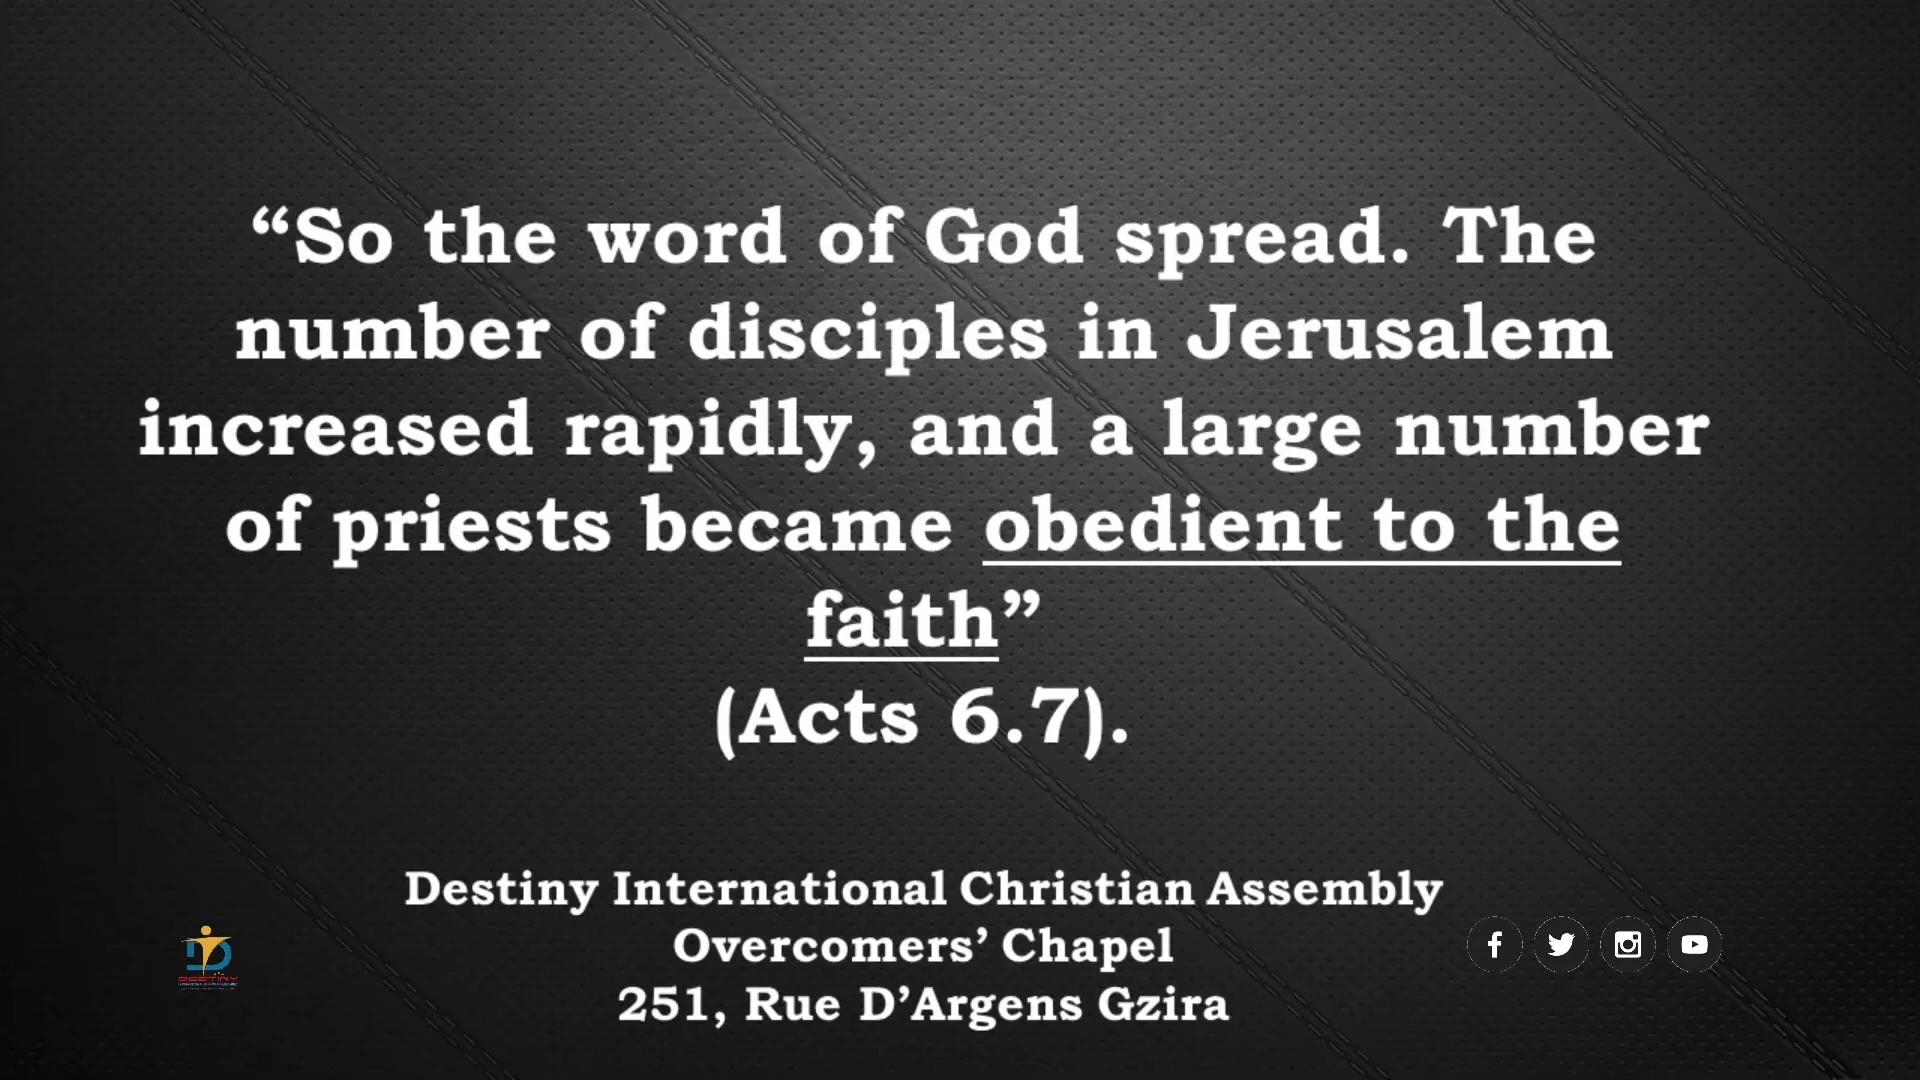 “So the word of God spread. The
number of disciples in Jerusalem
increased rapidly, and a large number
of priests became obedient to the
faith”
(Acts 6.7).
Destiny International Christian Assembly
Overcomers’ Chapel
251, Rue D’Argens Gzira
DESTINY